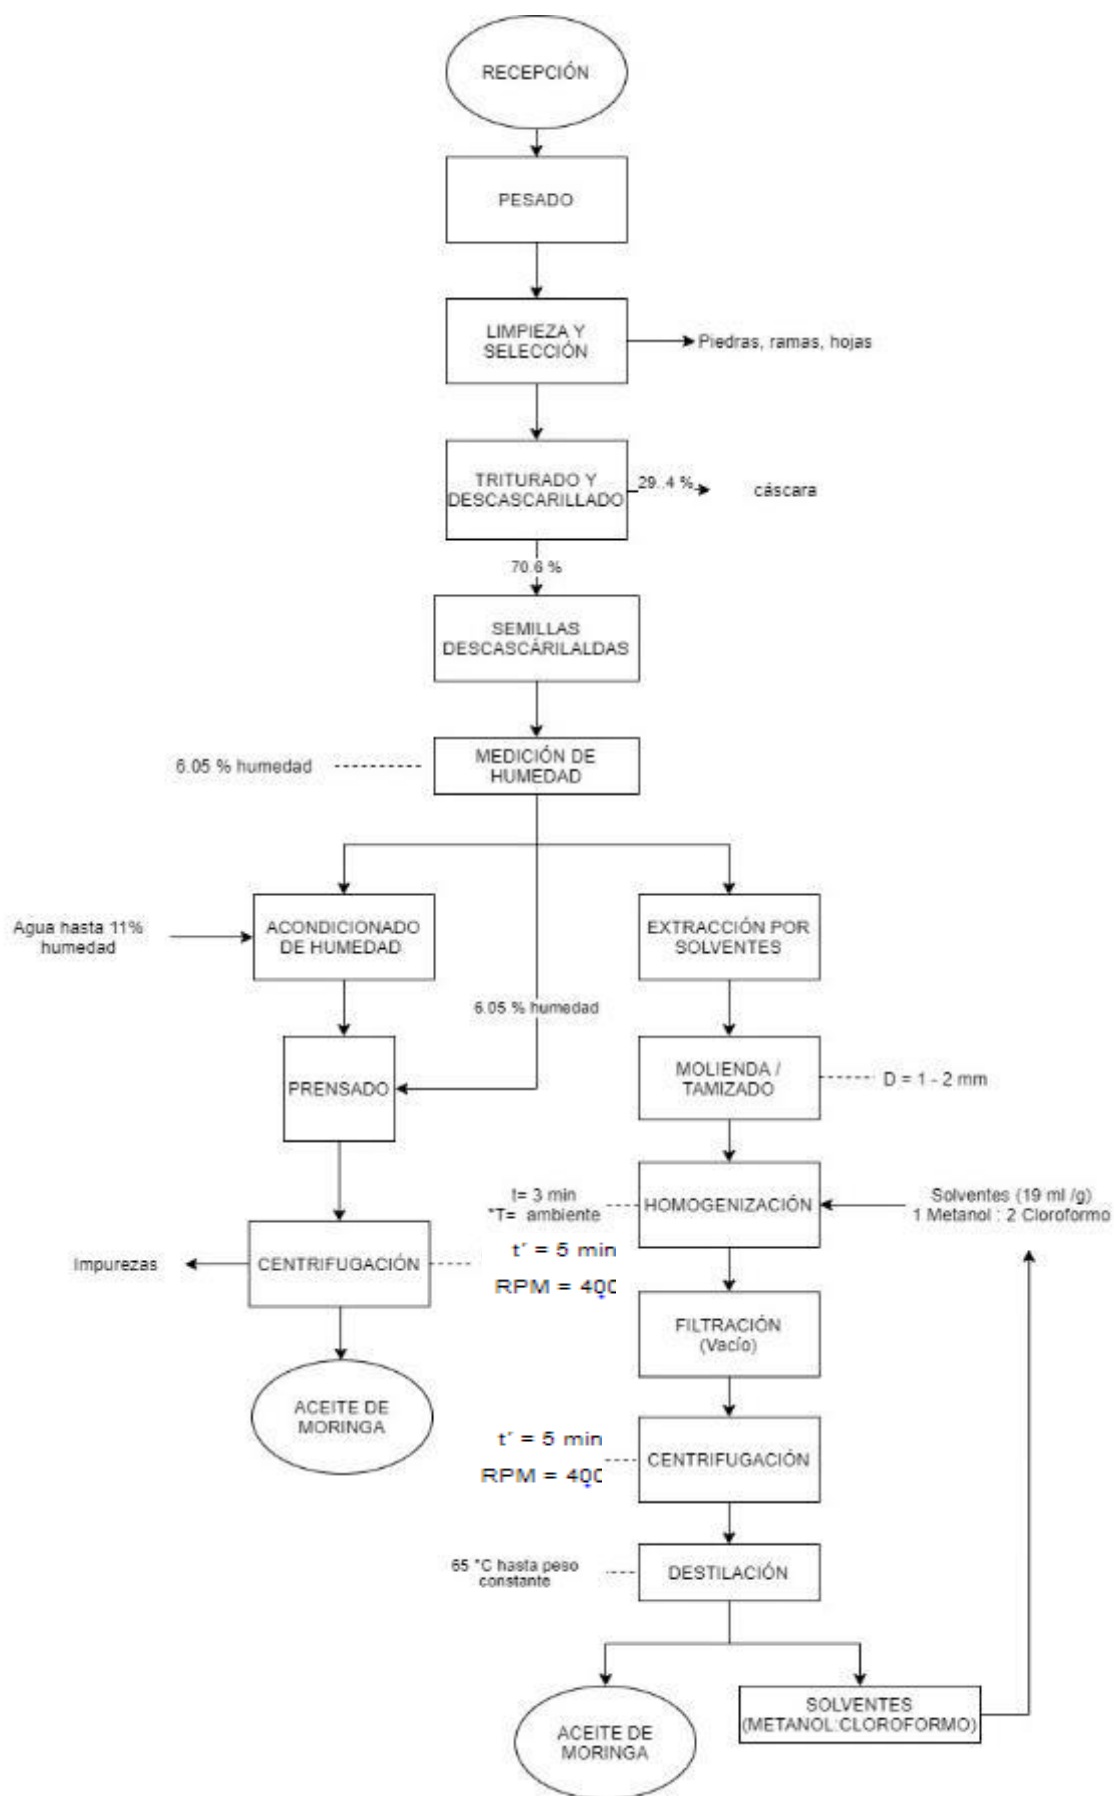 RECEPCIÓN
PESADO
LIMPIEZA Y
SELECCIÓN
Piedras, ramas, hojas
TRITURADO Y
DESCASCARILLADO
29..4 %
cáscara
70.6 %
SEMILLAS
DESCASCÁRILALDAS
MEDICIÓN DE
HUMEDAD
6.05 % humedad
Agua hasta 11%
humedad
ACONDICIONADO
DE HUMEDAD
EXTRACCIÓN POR
SOLVENTES
6.05 % humedad
PRENSADO
MOLIENDA /
TAMIZADO
D = 1 - 2 mm
t= 3 min
*T= ambiente
HOMOGENIZACIÓN
Solventes (19 ml /g)
1 Metanol : 2 Cloroformo
Impurezas
CENTRIFUGACIÓN
t´ = 5 min
RPM = 400
FILTRACIÓN
(Vacío)
ACEITE DE
MORINGA
t´ = 5 min
RPM = 400
CENTRIFUGACIÓN
65 °C hasta peso
constante
DESTILACIÓN
ACEITE DE
MORINGA
SOLVENTES
(METANOL:CLOROFORMO)